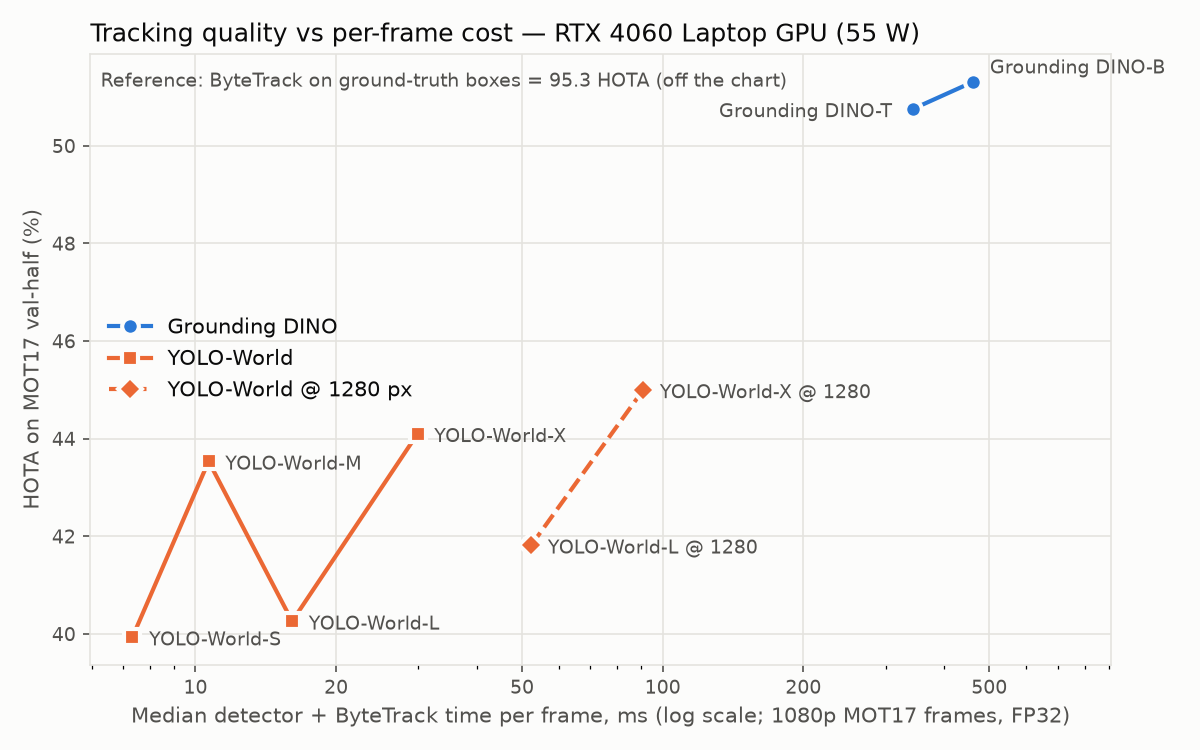 Tracking quality vs per-frame cost — RTX 4060 Laptop GPU (55 W)
Reference: ByteTrack on ground-truth boxes = 95.3 HOTA (off the chart)
Grounding DINO-B
Grounding DINO-T
50
48
46
44
42
40
HOTA on MOT17 val-half (%)
Grounding DINO
YOLO-World
YOLO-World @ 1280 px
YOLO-World-X @ 1280
YOLO-World-X
YOLO-World-M
YOLO-World-L @ 1280
YOLO-World-L
YOLO-World-S
10
20
50
100
200
500
Median detector + ByteTrack time per frame, ms (log scale; 1080p MOT17 frames, FP32)